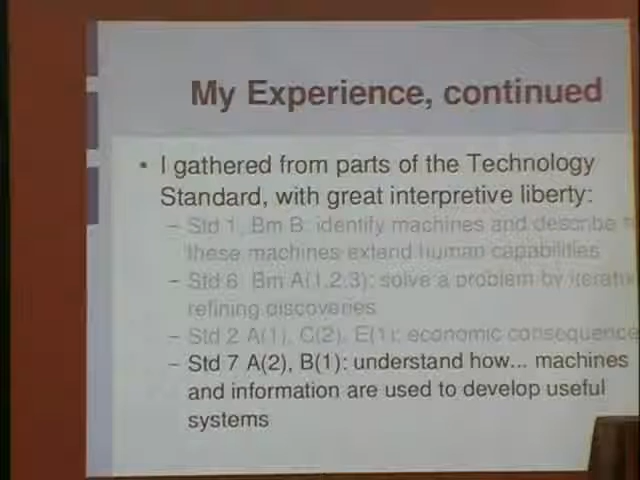 My Experience, continued
• I gathered from parts of the Technology
Standard, with great interpretive liberty:
– Std 1, Bm B: identify machines and describe
these machines extend human capabilities
– Std 6 Bm A(1,2,3): solve a problem by
refining discoveries
– Std 2 A(1), C(2), E(1): economic consequence
– Std 7 A(2), B(1): understand how... machines
and information are used to develop useful
systems